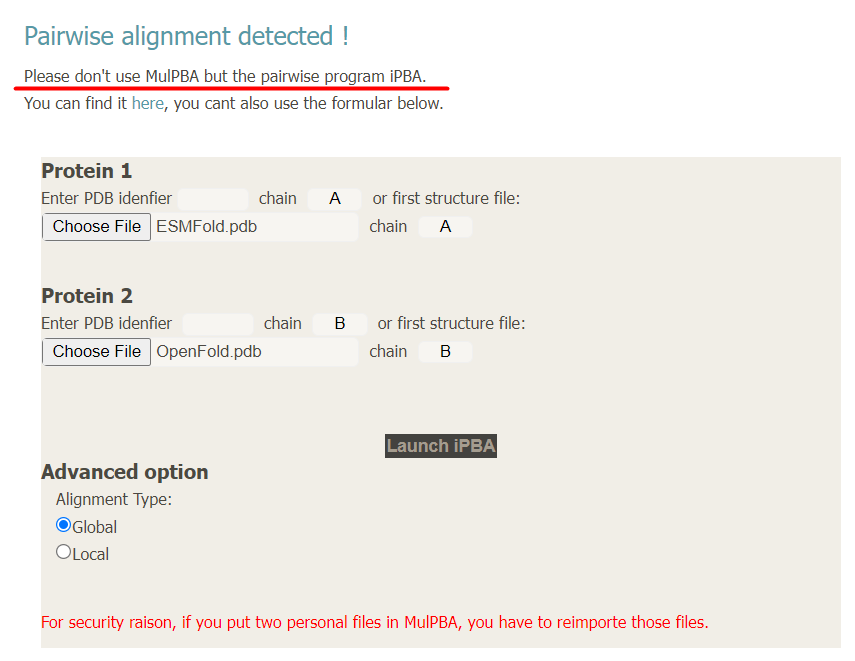 Pairwise alignment detected !
Please don't use MulPBA but the pairwise program iPBA.
You can find it here, you cant also use the formular below.
Protein 1
Enter PDB idenfier chain A or first structure file:
Choose File ESMFold.pdb chain A
Protein 2
Enter PDB idenfier chain B or first structure file:
Choose File OpenFold.pdb chain B
Launch iPBA
Advanced option
Alignment Type:
Global
Local
For security raison, if you put two personal files in MulPBA, you have to reimporte those files.